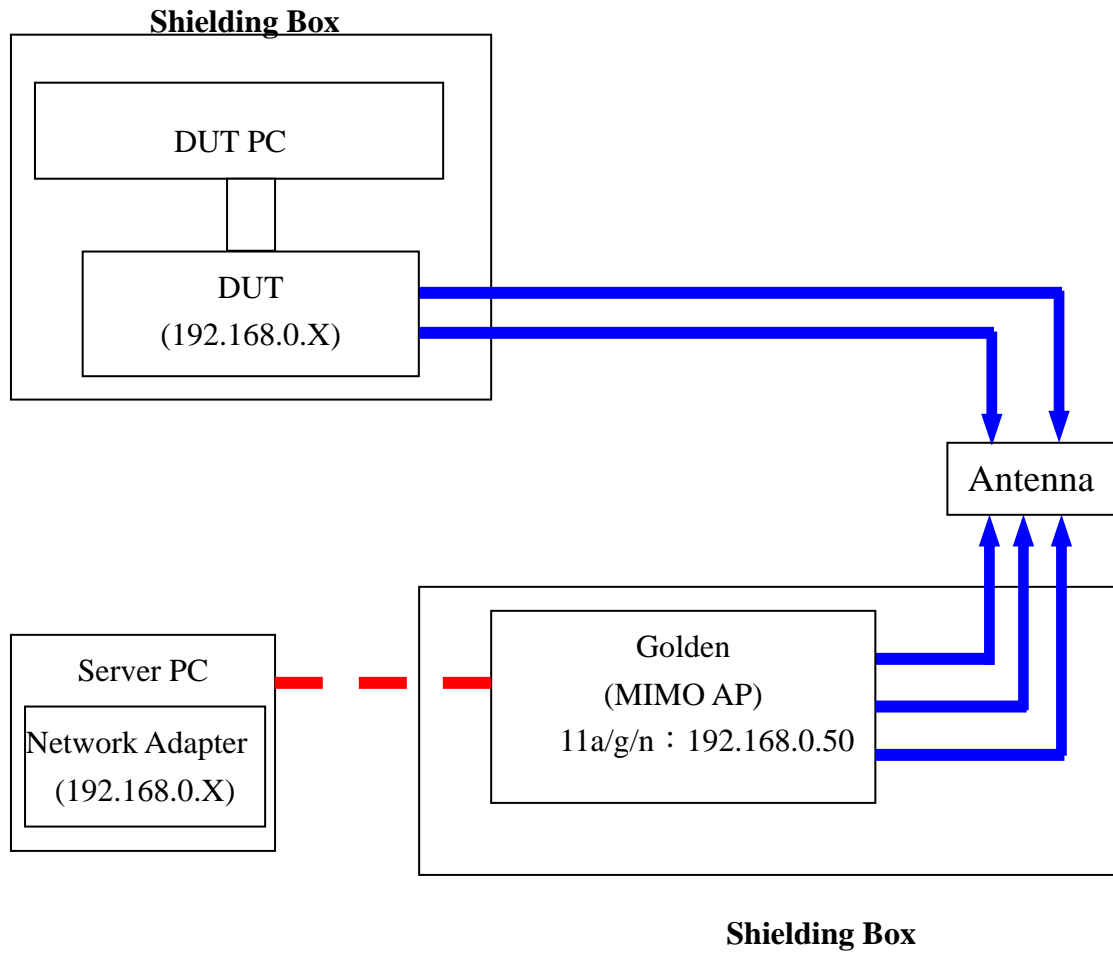 Shielding Box
DUT PC
DUT
(192.168.0.X)
Antenna
Golden
(MIMO AP)
11a/g/n：192.168.0.50
Server PC
Network Adapter
(192.168.0.X)
Shielding Box